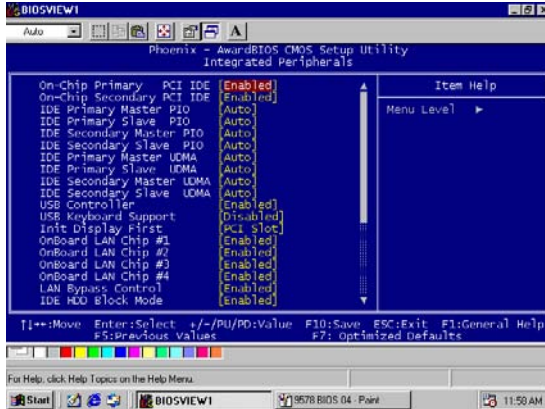 BIOSVIEW1
Auto
A
Phoenix - AwardBIOS CMOS Setup Utility
Integrated Peripherals
On-Chip Primary PCI IDE [Enabled]
On-Chip Secondary PCI IDE [Enabled]
IDE Primary Master PIO [Auto]
IDE Primary Slave PIO [Auto]
IDE Secondary Master PIO [Auto]
IDE Secondary Slave PIO [Auto]
IDE Primary Master UDMA [Auto]
IDE Primary Slave UDMA [Auto]
IDE Secondary Master UDMA [Auto]
IDE Secondary Slave UDMA [Auto]
USB Controller [Enabled]
USB Keyboard Support [Disabled]
Init Display First [PCI Slot]
OnBoard LAN Chip #1 [Enabled]
OnBoard LAN Chip #2 [Enabled]
OnBoard LAN Chip #3 [Enabled]
OnBoard LAN Chip #4 [Enabled]
LAN Bypass Control [Enabled]
IDE HDD Block Mode [Enabled]
Item Help
Menu Level ►
↑↓→←:Move Enter:Select +/-/PU/PD:Value F10:Save ESC:Exit F1:General Help
F5:Previous Values F7: Optimized Defaults
For Help, click Help Topics on the Help Menu.
Start BIOSVIEW1 9578 BIOS 04 - Paint 11:58 AM